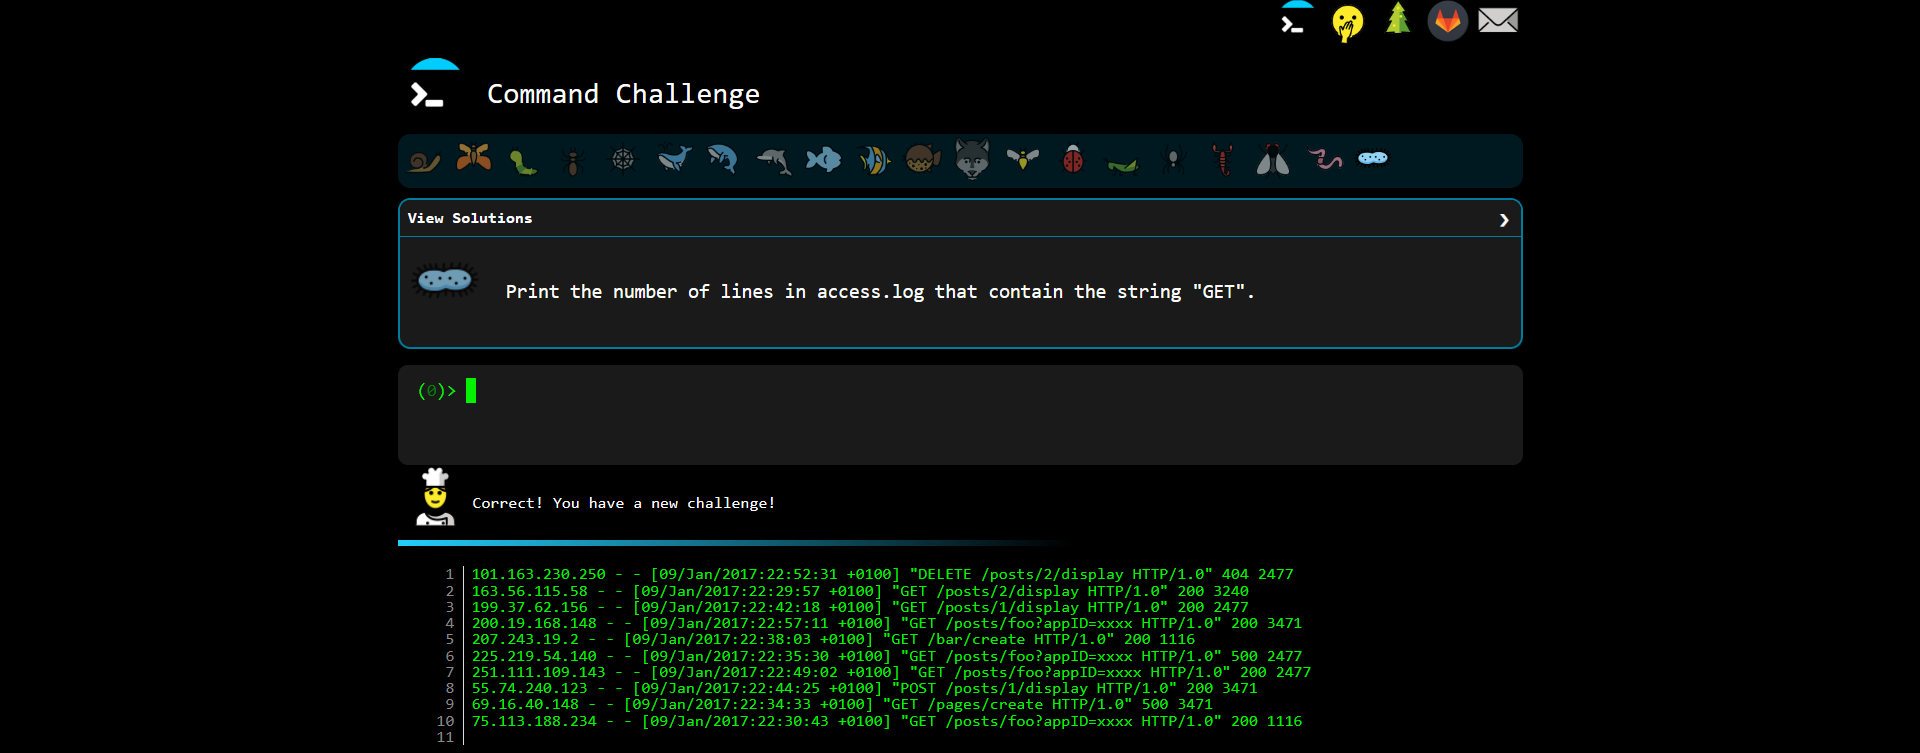 Command Challenge
View Solutions
Print the number of lines in access.log that contain the string "GET".
(0)>
Correct! You have a new challenge!
1 101.163.230.250 - - [09/Jan/2017:22:52:31 +0100] "DELETE /posts/2/display HTTP/1.0" 404 2477
2 163.56.115.58 - - [09/Jan/2017:22:29:57 +0100] "GET /posts/2/display HTTP/1.0" 200 3240
3 199.37.62.156 - - [09/Jan/2017:22:42:18 +0100] "GET /posts/1/display HTTP/1.0" 200 2477
4 200.19.168.148 - - [09/Jan/2017:22:57:11 +0100] "GET /posts/foo?appID=xxxx HTTP/1.0" 200 3471
5 207.243.19.2 - - [09/Jan/2017:22:38:03 +0100] "GET /bar/create HTTP/1.0" 200 1116
6 225.219.54.140 - - [09/Jan/2017:22:35:30 +0100] "GET /posts/foo?appID=xxxx HTTP/1.0" 500 2477
7 251.111.109.143 - - [09/Jan/2017:22:49:02 +0100] "GET /posts/foo?appID=xxxx HTTP/1.0" 200 2477
8 55.74.240.123 - - [09/Jan/2017:22:44:25 +0100] "POST /posts/1/display HTTP/1.0" 200 3471
9 69.16.40.148 - - [09/Jan/2017:22:34:33 +0100] "GET /pages/create HTTP/1.0" 500 3471
10 75.113.188.234 - - [09/Jan/2017:22:30:43 +0100] "GET /posts/foo?appID=xxxx HTTP/1.0" 200 1116
11